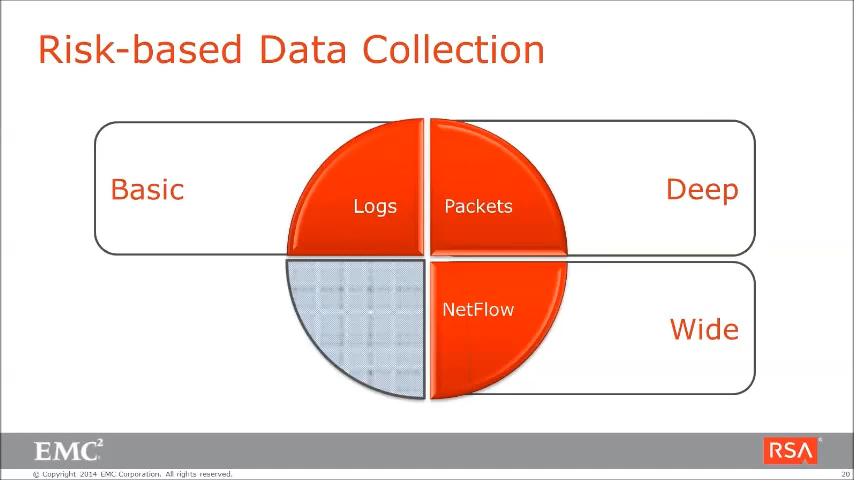 Risk-based Data Collection
Basic
Logs
Packets
Deep
NetFlow
Wide
EMC²
RSA®
© Copyright 2014 EMC Corporation. All rights reserved.
20